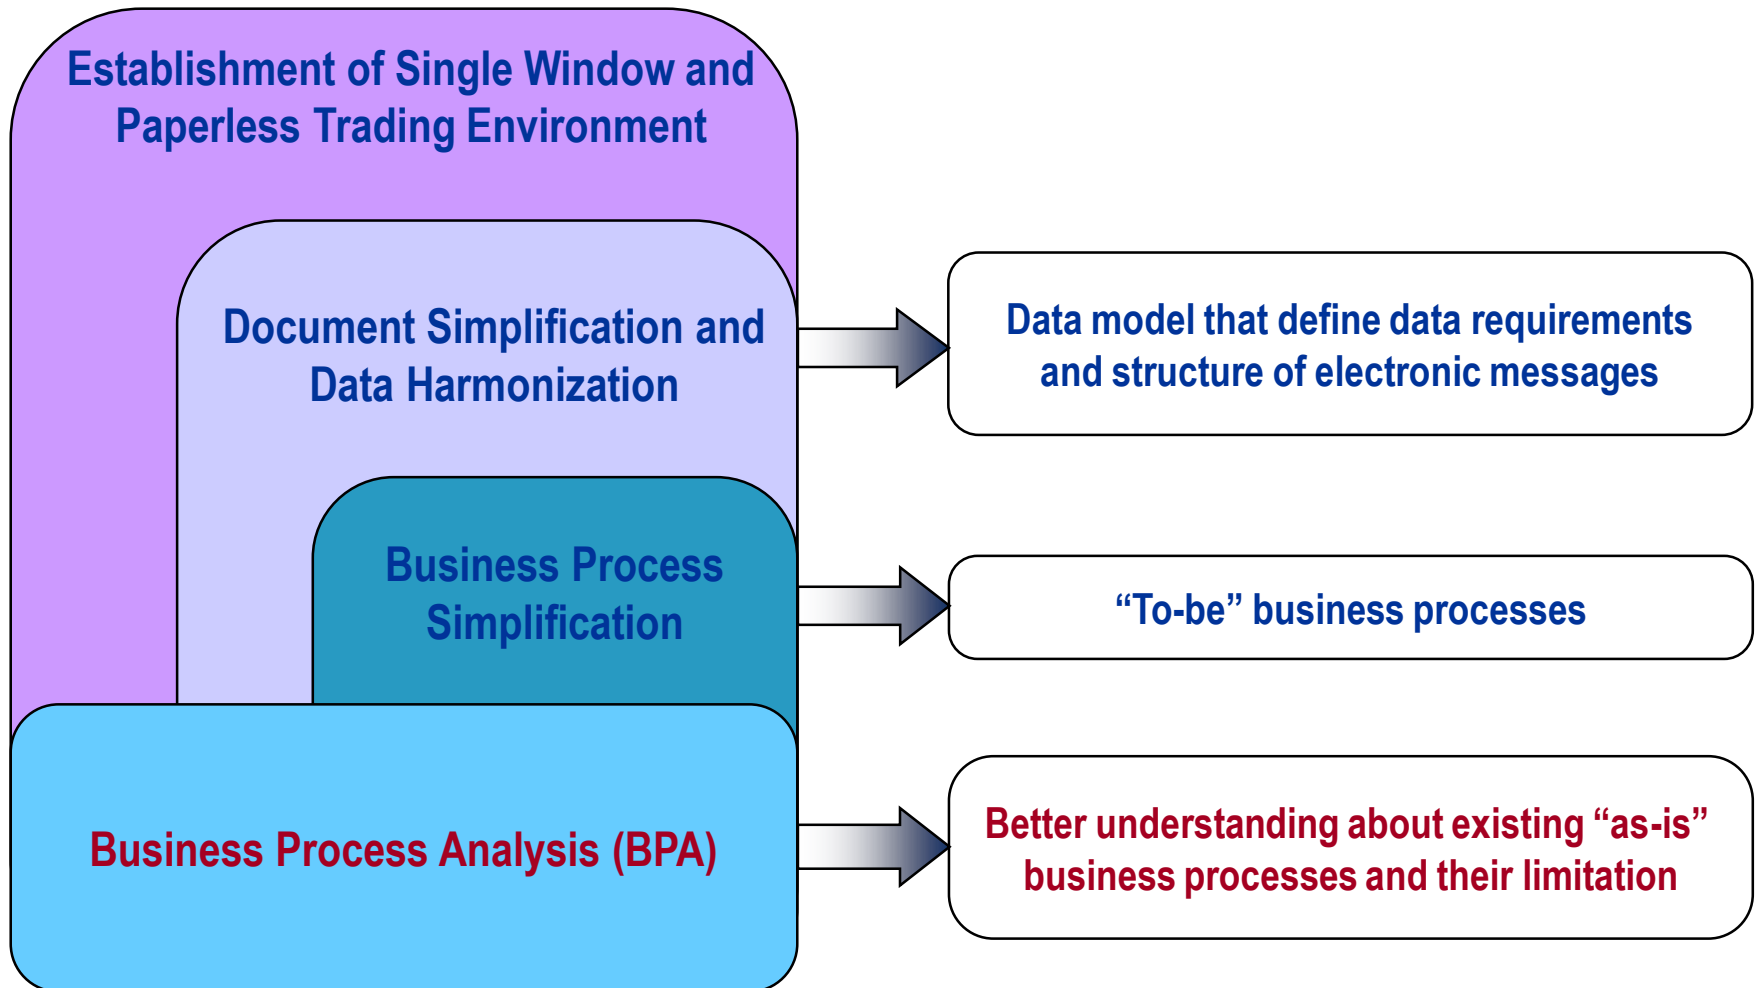 Establishment of Single Window and
Paperless Trading Environment
Document Simplification and
Data Harmonization
Data model that define data requirements
and structure of electronic messages
Business Process
Simplification
“To-be” business processes
Business Process Analysis (BPA)
Better understanding about existing “as-is”
business processes and their limitation